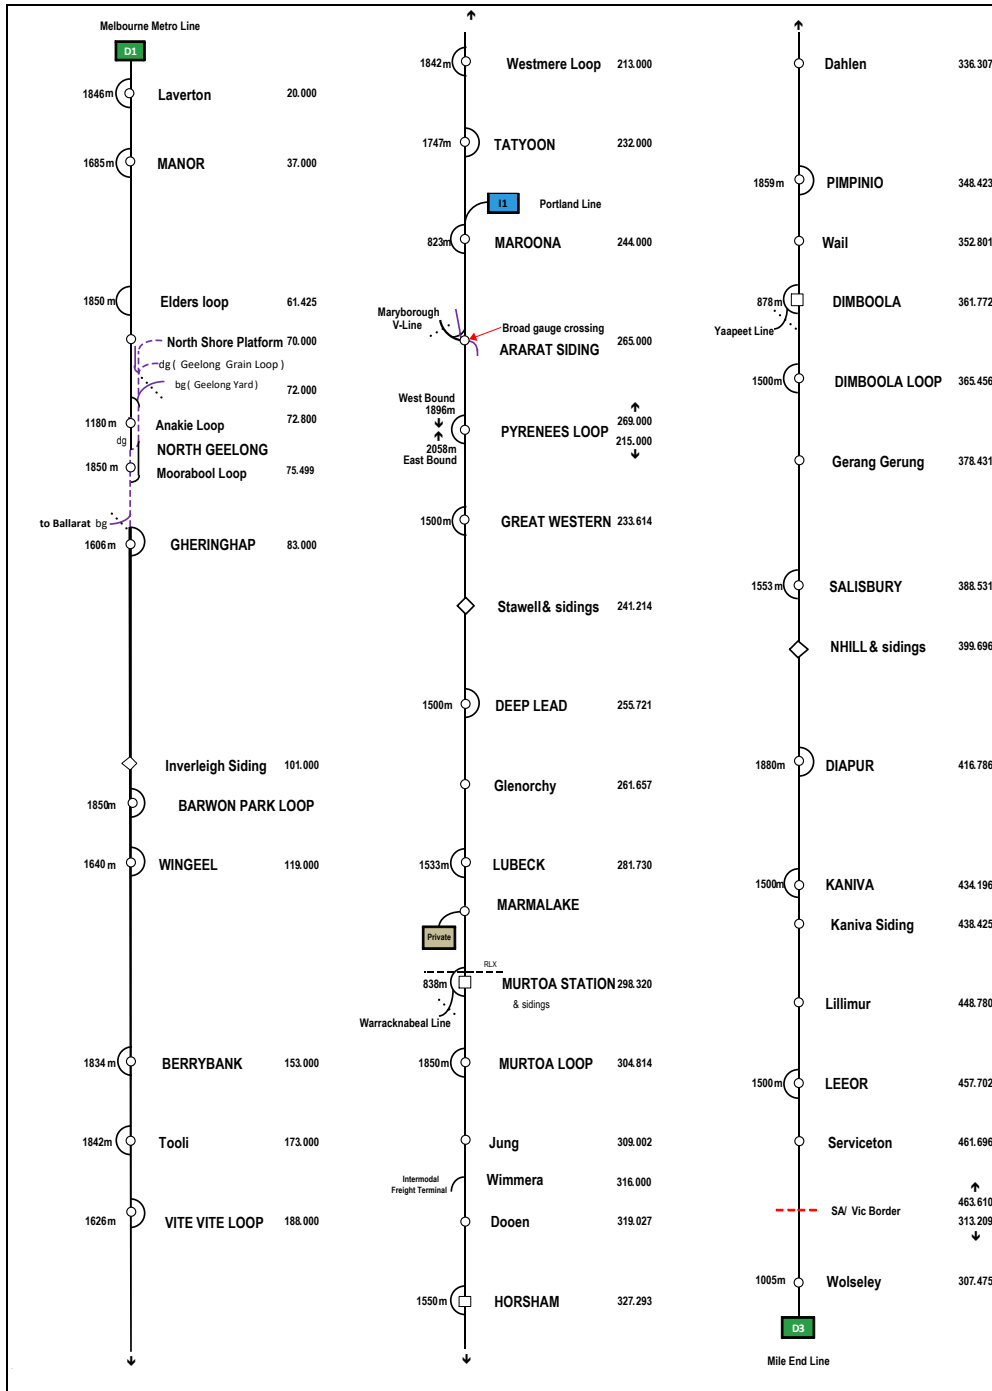 Melbourne Metro Line
D1
1846m Laverton 20.000
1685m MANOR 37.000
1850 m Elders loop 61.425
North Shore Platform 70.000
dg ( Geelong Grain Loop )
bg ( Geelong Yard ) 72.000
1180 m Anakie Loop 72.800
dg NORTH GEELONG
1850 m Moorabool Loop 75.499
to Ballarat bg
1606 m GHERINGHAP 83.000
Inverleigh Siding 101.000
1850m BARWON PARK LOOP
1640 m WINGEEL 119.000
1834 m BERRYBANK 153.000
1842m Tooli 173.000
1626m VITE VITE LOOP 188.000
1842 m Westmere Loop 213.000
1747m TATYOON 232.000
I1 Portland Line
823m MAROONA 244.000
Maryborough
V-Line
Broad gauge crossing
ARARAT SIDING 265.000
West Bound
1896m
269.000
PYRENEES LOOP
215.000
2058m
East Bound
1500m GREAT WESTERN 233.614
Stawell & sidings 241.214
1500m DEEP LEAD 255.721
Glenorchy 261.657
1533m LUBECK 281.730
MARMALAKE
Private
RLX
838m MURTOA STATION 298.320
& sidings
Warracknabeal Line
1850m MURTOA LOOP 304.814
Jung 309.002
Intermodal
Freight Terminal
Wimmera 316.000
Dooen 319.027
1550m HORSHAM 327.293
Dahlen 336.307
1859m PIMPINIO 348.423
Wail 352.801
878m DIMBOOLA 361.772
Yaapeet Line
1500m DIMBOOLA LOOP 365.456
Gerang Gerung 378.431
1553m SALISBURY 388.531
NHILL & sidings 399.696
1880m DIAPUR 416.786
1500m KANIVA 434.196
Kaniva Siding 438.425
Lillimur 448.780
1500m LEEOR 457.702
Serviceton 461.696
463.610
SA/ Vic Border
313.209
1005m Wolseley 307.475
D3
Mile End Line